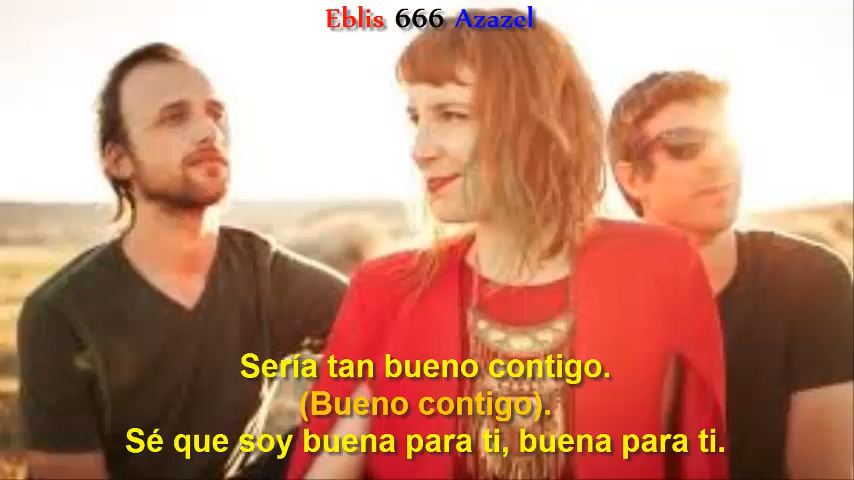 Eblis 666 Azazel
Sería tan bueno contigo.
(Bueno contigo).
Sé que soy buena para ti, buena para ti.